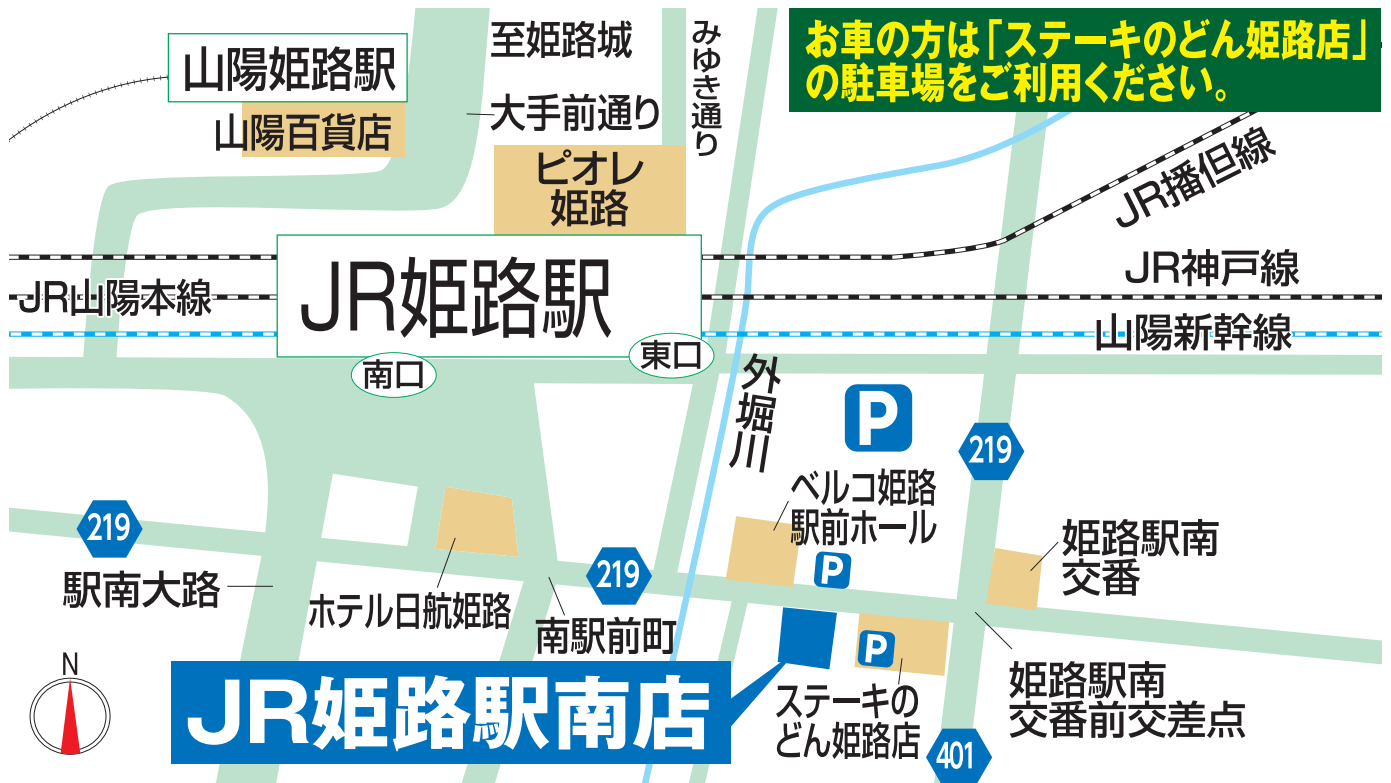 お車の方は「ステーキのどん姫路店」
の駐車場をご利用ください。
山陽姫路駅
山陽百貨店
至姫路城
大手前通り
みゆき通り
ピオレ
姫路
JR播但線
JR神戸線
山陽新幹線
JR山陽本線
JR姫路駅
南口
東口
外堀川
P
219
ベルコ姫路
駅前ホール
P
219
駅南大路
ホテル日航姫路
219
南駅前町
姫路駅南
交番
P
ステーキの
どん姫路店
姫路駅南
交番前交差点
401
N
JR姫路駅南店